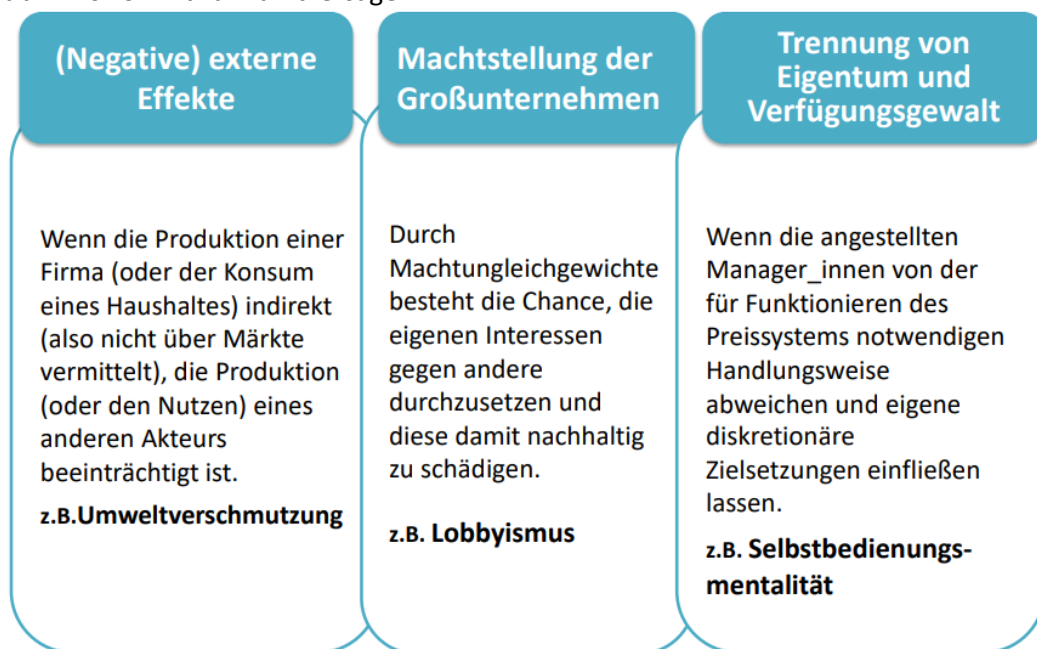 (Negative) externe
Effekte
Wenn die Produktion einer
Firma (oder der Konsum
eines Haushaltes) indirekt
(also nicht über Märkte
vermittelt), die Produktion
(oder den Nutzen) eines
anderen Akteurs
beeinträchtigt ist.
z.B.Umweltverschmutzung
Machtstellung der
Großunternehmen
Durch
Machtungleichgewichte
besteht die Chance, die
eigenen Interessen
gegen andere
durchzusetzen und
diese damit nachhaltig
zu schädigen.
z.B. Lobbyismus
Trennung von
Eigentum und
Verfügungsgewalt
Wenn die angestellten
Manager_innen von der
für Funktionieren des
Preissystems notwendigen
Handlungsweise
abweichen und eigene
diskretionäre
Zielsetzungen einfließen
lassen.
z.B. Selbstbedienungs-
mentalität